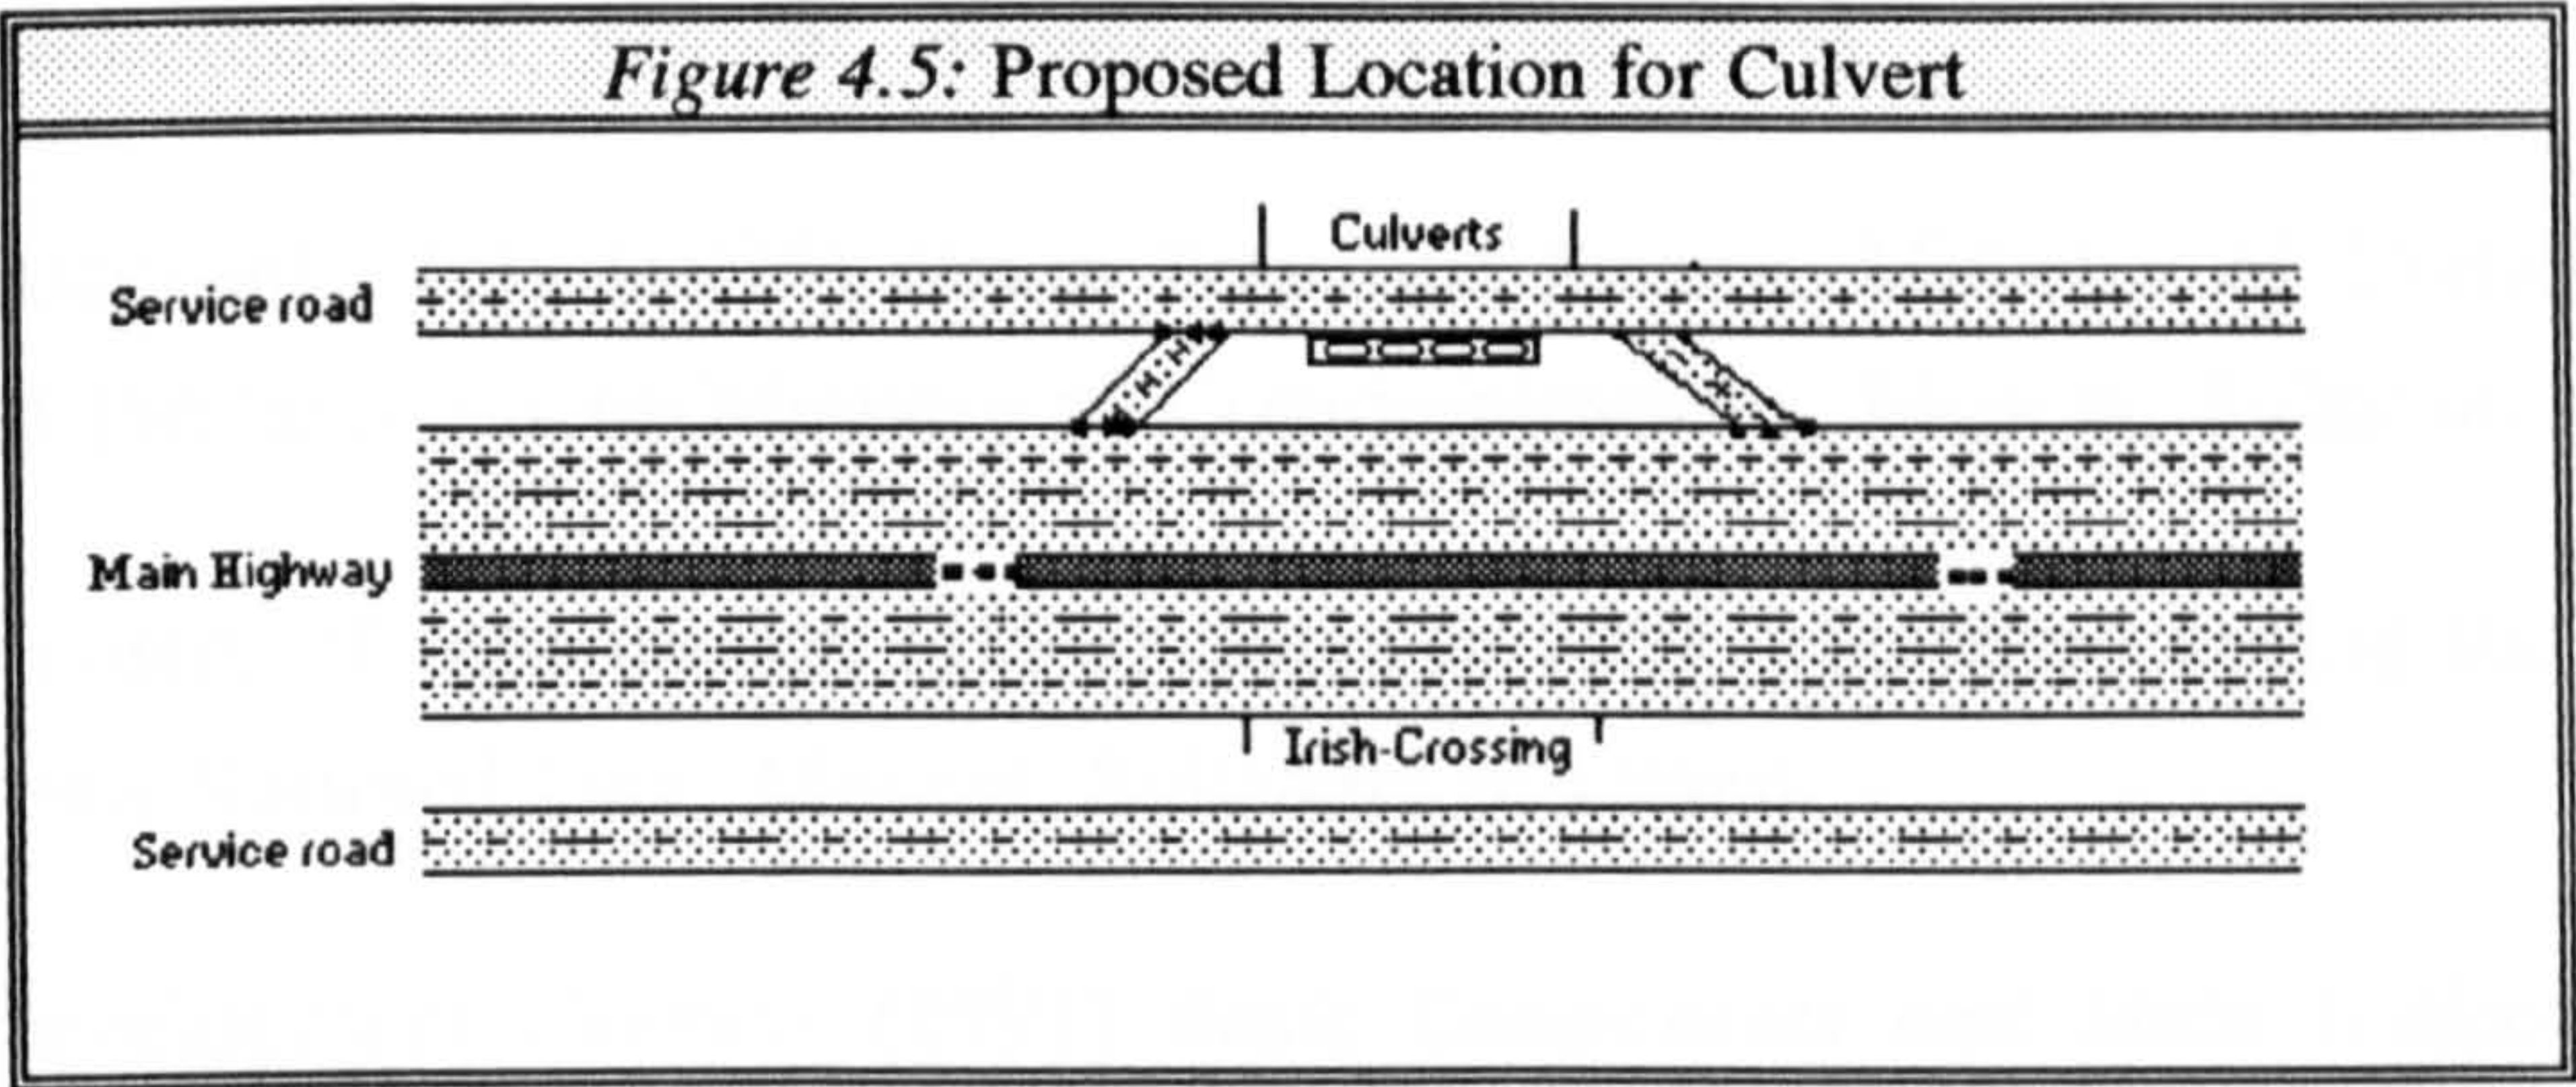 Figure 4.5: Proposed Location for Culvert
Culverts
Service road
Main Highway
Irish-Crossing
Service road